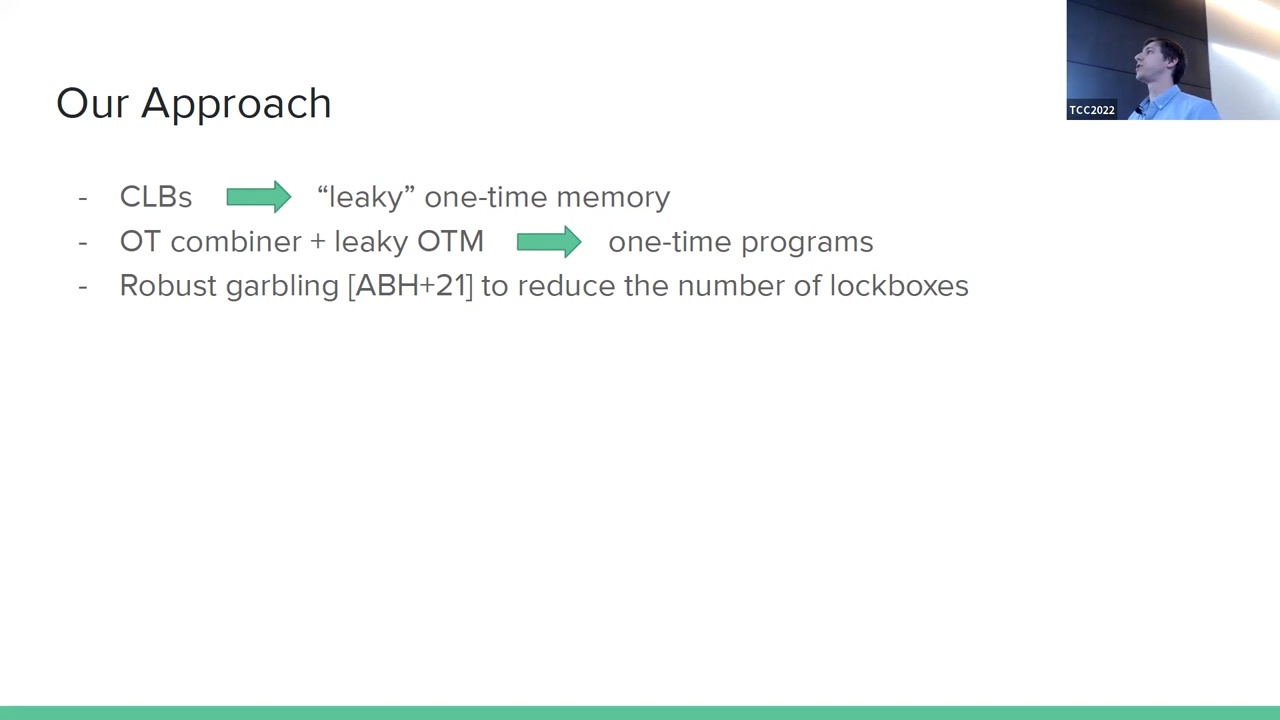 TCC2022
Our Approach
- CLBs “leaky” one-time memory
- OT combiner + leaky OTM one-time programs
- Robust garbling [ABH+21] to reduce the number of lockboxes